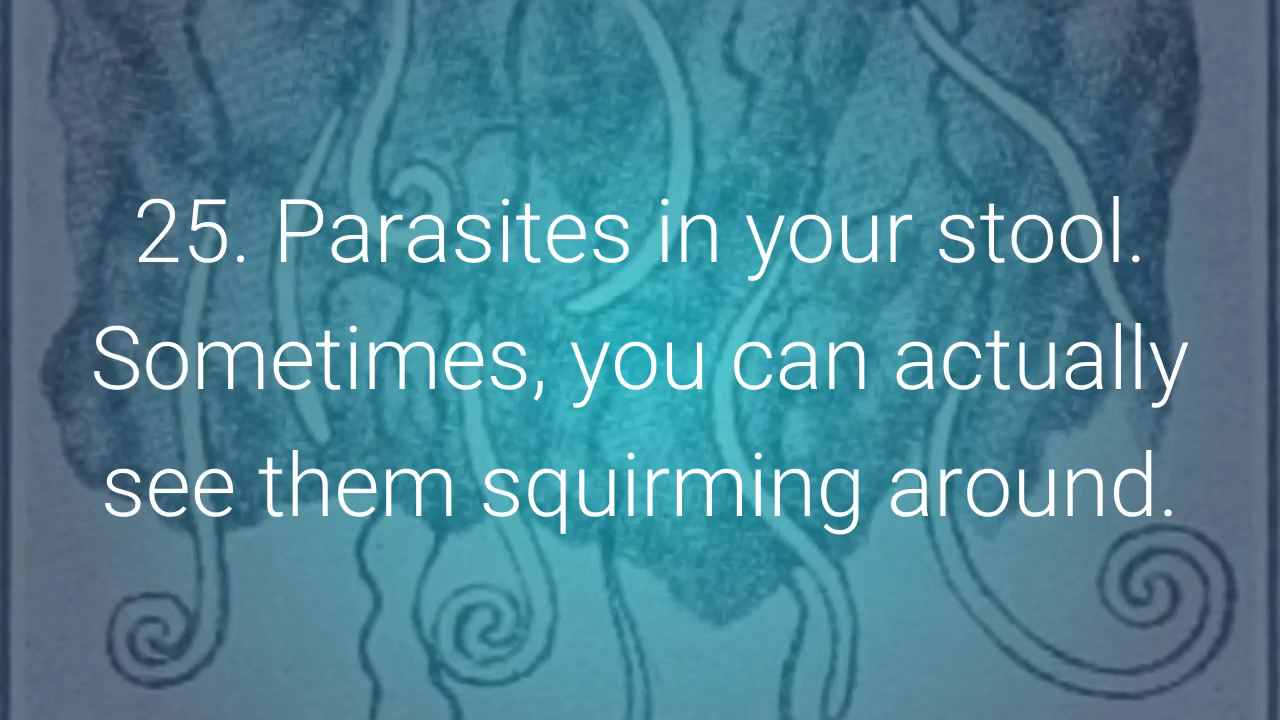 25. Parasites in your stool.
Sometimes, you can actually
see them squirming around.